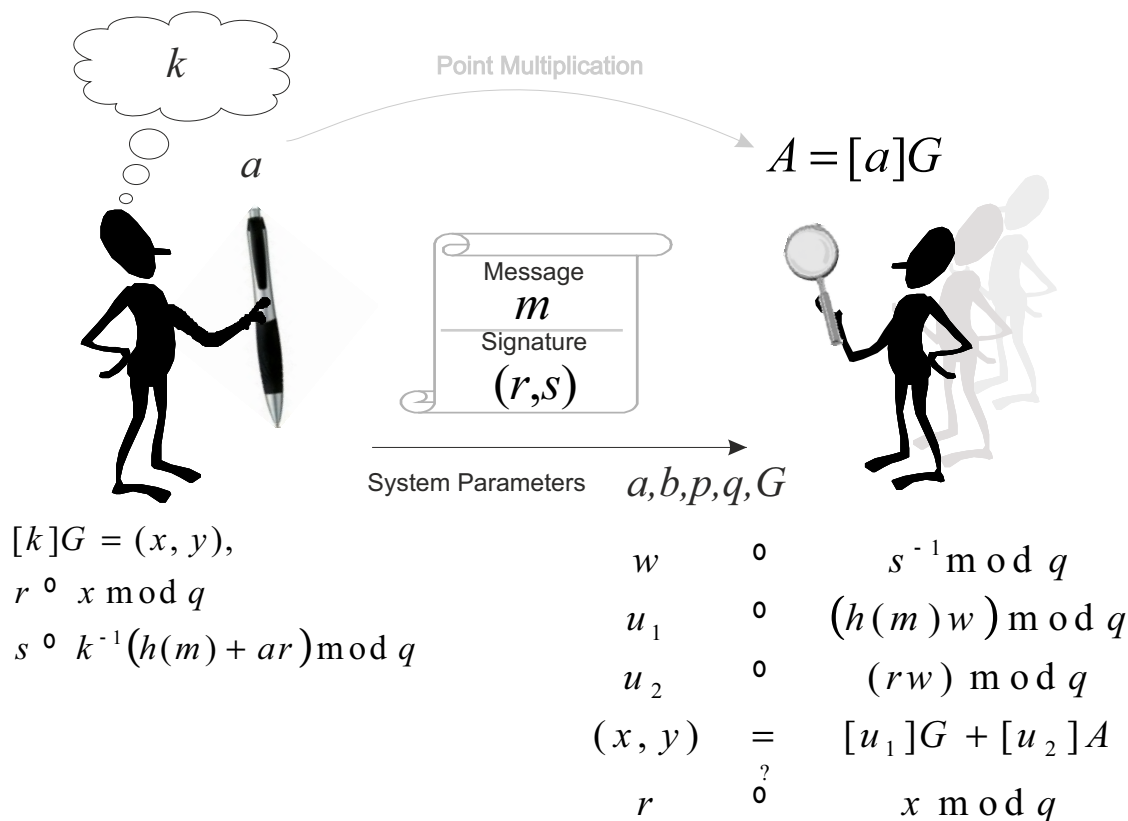 k
Point Multiplication
a
A = [a]G
Message
m
Signature
(r,s)
System Parameters a,b,p,q,G
[k]G = (x, y),
r o x mod q
s o k⁻¹(h(m) + ar) mod q
w o s⁻¹ mod q
u₁ o (h(m)w) mod q
u₂ o (rw) mod q
(x, y) = [u₁]G + [u₂]A
?
r o x mod q